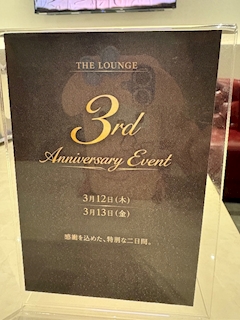 THE LOUNGE
3rd
Anniversary Event
3月12日(木)
3月13日(金)
感謝を込めた、特別な二日間。